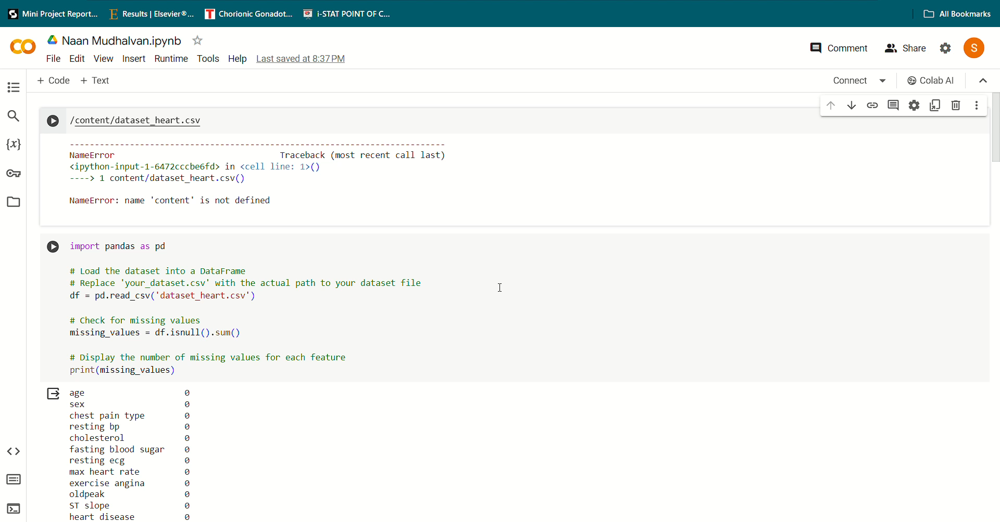 Mini Project Report...
Results | Elsevier®...
Chorionic Gonadot...
i-STAT POINT OF C...
All Bookmarks
Naan Mudhalvan.ipynb
Comment
Share
S
File Edit View Insert Runtime Tools Help Last saved at 8:37 PM
+ Code + Text
Connect
Colab AI
/content/dataset_heart.csv
---------------------------------------------------------------------------
NameError                                 Traceback (most recent call last)
<ipython-input-1-6472cccbe6fd> in <cell line: 1>()
----> 1 content/dataset_heart.csv()
NameError: name 'content' is not defined
{x}
import pandas as pd
# Load the dataset into a DataFrame
# Replace 'your_dataset.csv' with the actual path to your dataset file
df = pd.read_csv('dataset_heart.csv')
# Check for missing values
missing_values = df.isnull().sum()
# Display the number of missing values for each feature
print(missing_values)
age                    0
sex                    0
chest pain type        0
resting bp             0
cholesterol            0
fasting blood sugar    0
resting ecg            0
max heart rate         0
exercise angina        0
oldpeak                0
ST slope               0
heart disease          0